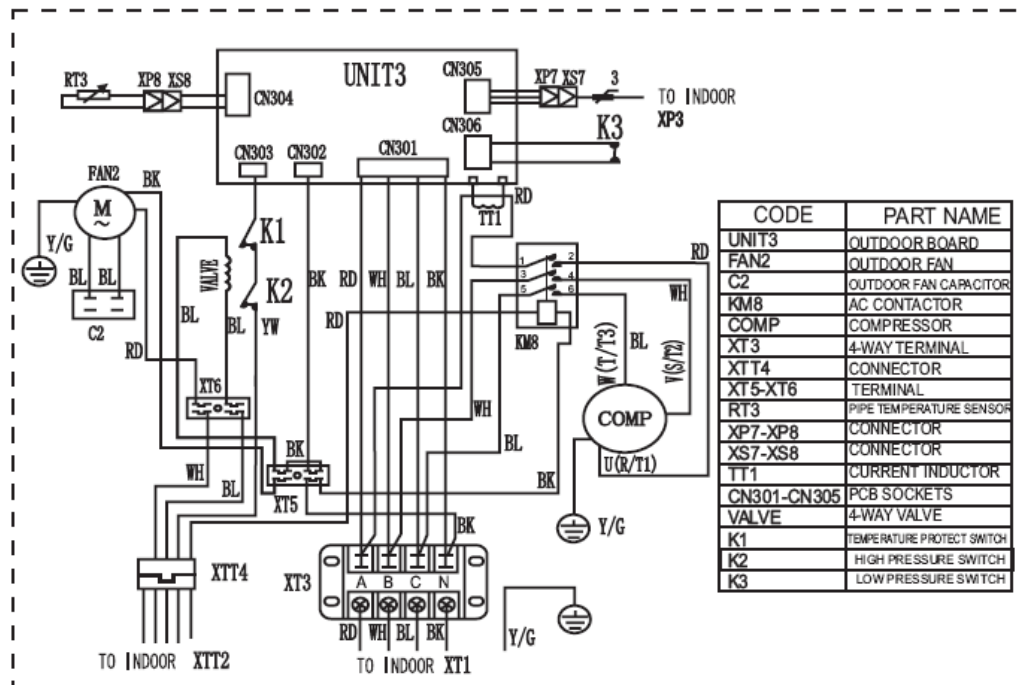 UNIT3
RT3 XP8 XS8
CN304
CN305 XP7 XS7 3
TO INDOOR
XP3
CN306 K3
CN303 CN302 CN301
TT1 RD
FAN2 BK
M
~
Y/G
BL BL
C2
K1
VALVE K2
BL BL YW
BK RD WH BL BK
RD
RD
XT6
1 2
3 4
5 6
KM8
RD
WH
W(T/T3) BL V(S/T2)
COMP
U(R/T1)
Y/G
WH
BL
BK
BK
XT5
WH BL
BK
XTT4
XT3
A B C N
RD WH BL BK
Y/G
TO INDOOR XTT2
TO INDOOR XT1
CODE PART NAME
UNIT3 OUTDOOR BOARD
FAN2 OUTDOOR FAN
C2 OUTDOOR FAN CAPACITOR
KM8 AC CONTACTOR
COMP COMPRESSOR
XT3 4-WAY TERMINAL
XTT4 CONNECTOR
XT5-XT6 TERMINAL
RT3 PIPE TEMPERATURE SENSOR
XP7-XP8 CONNECTOR
XS7-XS8 CONNECTOR
TT1 CURRENT INDUCTOR
CN301-CN305 PCB SOCKETS
VALVE 4-WAY VALVE
K1 TEMPERATURE PROTECT SWITCH
K2 HIGH PRESSURE SWITCH
K3 LOW PRESSURE SWITCH